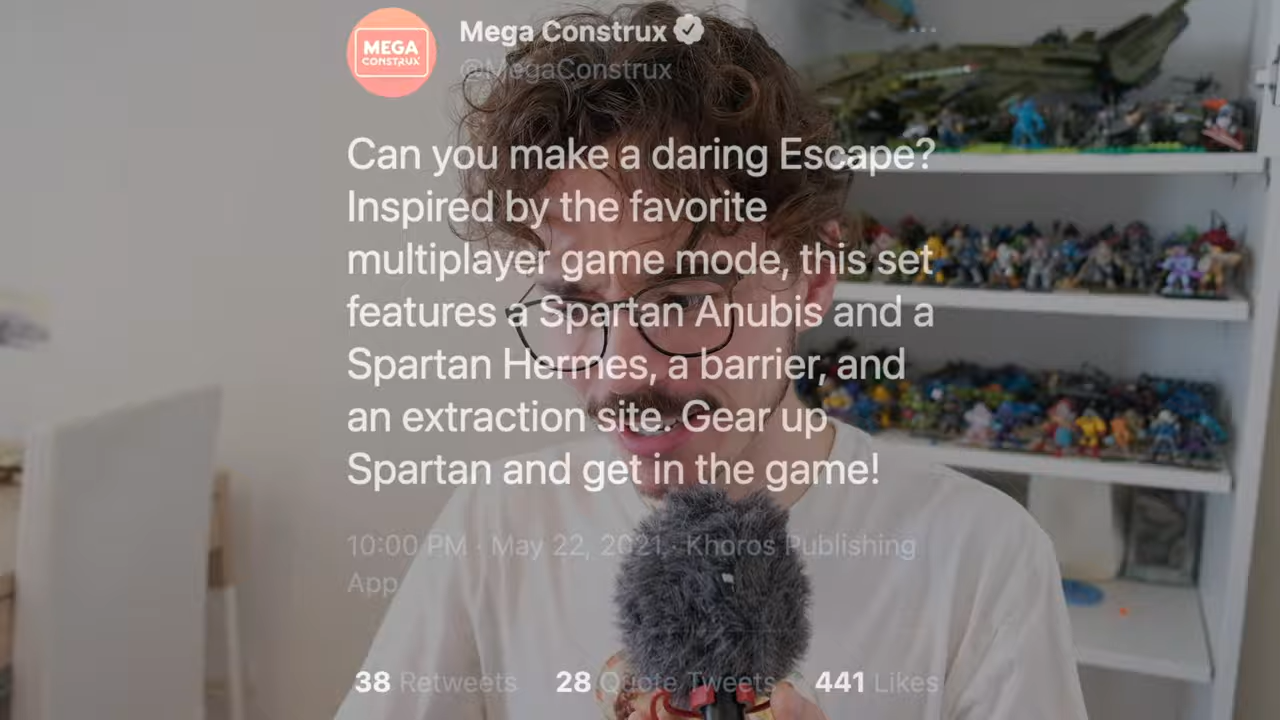 MEGA
CONSTRUX
Mega Construx
@MegaConstrux
Can you make a daring Escape?
Inspired by the favorite
multiplayer game mode, this set
features a Spartan Anubis and a
Spartan Hermes, a barrier, and
an extraction site. Gear up
Spartan and get in the game!
10:00 PM · May 22, 2021 · Khoros Publishing
App
38 Retweets 28 Quote Tweets 441 Likes